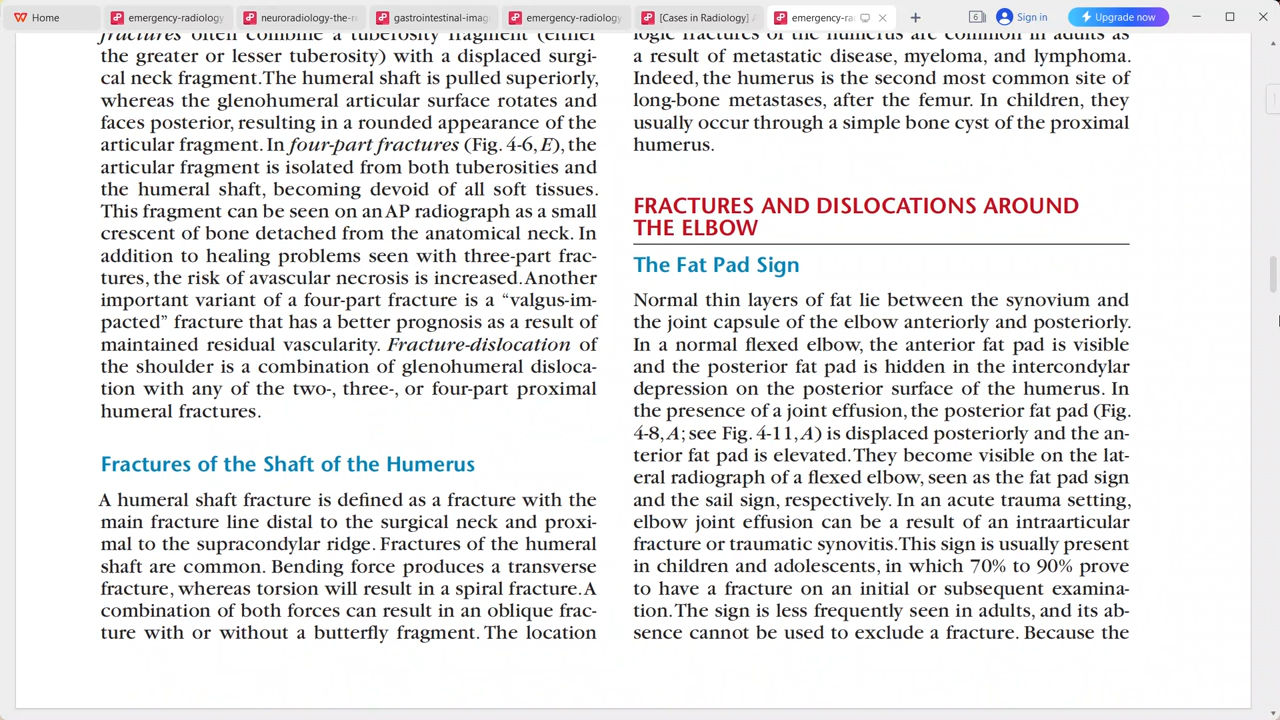 Home
emergency-radiology
neuroradiology-the-r
gastrointestinal-imag
emergency-radiology
[Cases in Radiology]
emergency-ra
6
Sign in
Upgrade now
fractures often combine a tuberosity fragment (either
the greater or lesser tuberosity) with a displaced surgi-
cal neck fragment. The humeral shaft is pulled superiorly,
whereas the glenohumeral articular surface rotates and
faces posterior, resulting in a rounded appearance of the
articular fragment. In four-part fractures (Fig. 4-6, E), the
articular fragment is isolated from both tuberosities and
the humeral shaft, becoming devoid of all soft tissues.
This fragment can be seen on an AP radiograph as a small
crescent of bone detached from the anatomical neck. In
addition to healing problems seen with three-part frac-
tures, the risk of avascular necrosis is increased. Another
important variant of a four-part fracture is a “valgus-im-
pacted” fracture that has a better prognosis as a result of
maintained residual vascularity. Fracture-dislocation of
the shoulder is a combination of glenohumeral disloca-
tion with any of the two-, three-, or four-part proximal
humeral fractures.
Fractures of the Shaft of the Humerus
A humeral shaft fracture is defined as a fracture with the
main fracture line distal to the surgical neck and proxi-
mal to the supracondylar ridge. Fractures of the humeral
shaft are common. Bending force produces a transverse
fracture, whereas torsion will result in a spiral fracture. A
combination of both forces can result in an oblique frac-
ture with or without a butterfly fragment. The location
logic fractures of the humerus are common in adults as
a result of metastatic disease, myeloma, and lymphoma.
Indeed, the humerus is the second most common site of
long-bone metastases, after the femur. In children, they
usually occur through a simple bone cyst of the proximal
humerus.
FRACTURES AND DISLOCATIONS AROUND
THE ELBOW
The Fat Pad Sign
Normal thin layers of fat lie between the synovium and
the joint capsule of the elbow anteriorly and posteriorly.
In a normal flexed elbow, the anterior fat pad is visible
and the posterior fat pad is hidden in the intercondylar
depression on the posterior surface of the humerus. In
the presence of a joint effusion, the posterior fat pad (Fig.
4-8, A; see Fig. 4-11, A) is displaced posteriorly and the an-
terior fat pad is elevated. They become visible on the lat-
eral radiograph of a flexed elbow, seen as the fat pad sign
and the sail sign, respectively. In an acute trauma setting,
elbow joint effusion can be a result of an intraarticular
fracture or traumatic synovitis. This sign is usually present
in children and adolescents, in which 70% to 90% prove
to have a fracture on an initial or subsequent examina-
tion. The sign is less frequently seen in adults, and its ab-
sence cannot be used to exclude a fracture. Because the